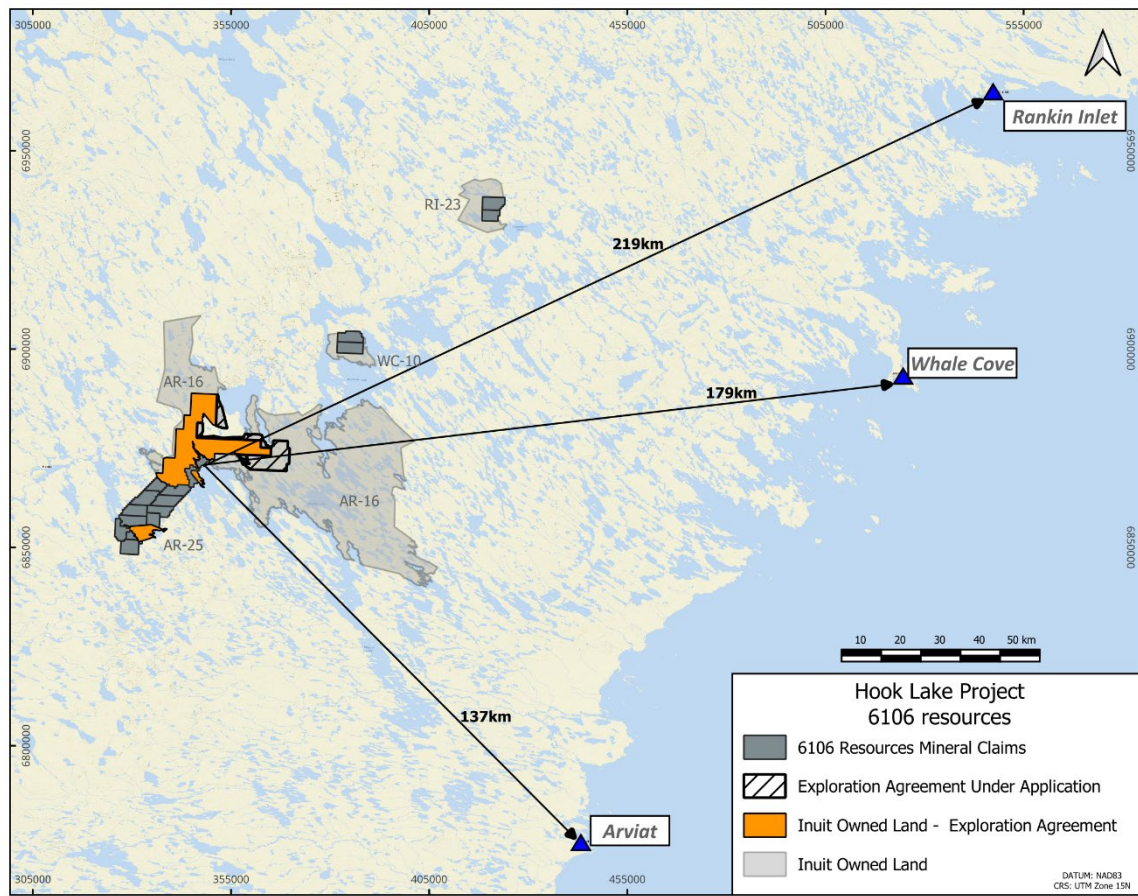 305000 355000 405000 455000 505000 555000
Rankin Inlet
6950000 6950000
RI-23
219km
6900000 6900000
WC-10
Whale Cove
AR-16
179km
AR-16
AR-25
6850000 6850000
10 20 30 40 50 km
137km
6800000
Arviat
305000 355000 405000 455000
Hook Lake Project
6106 resources
6106 Resources Mineral Claims
Exploration Agreement Under Application
Inuit Owned Land - Exploration Agreement
Inuit Owned Land
DATUM: NAD83
CRS: UTM Zone 15N